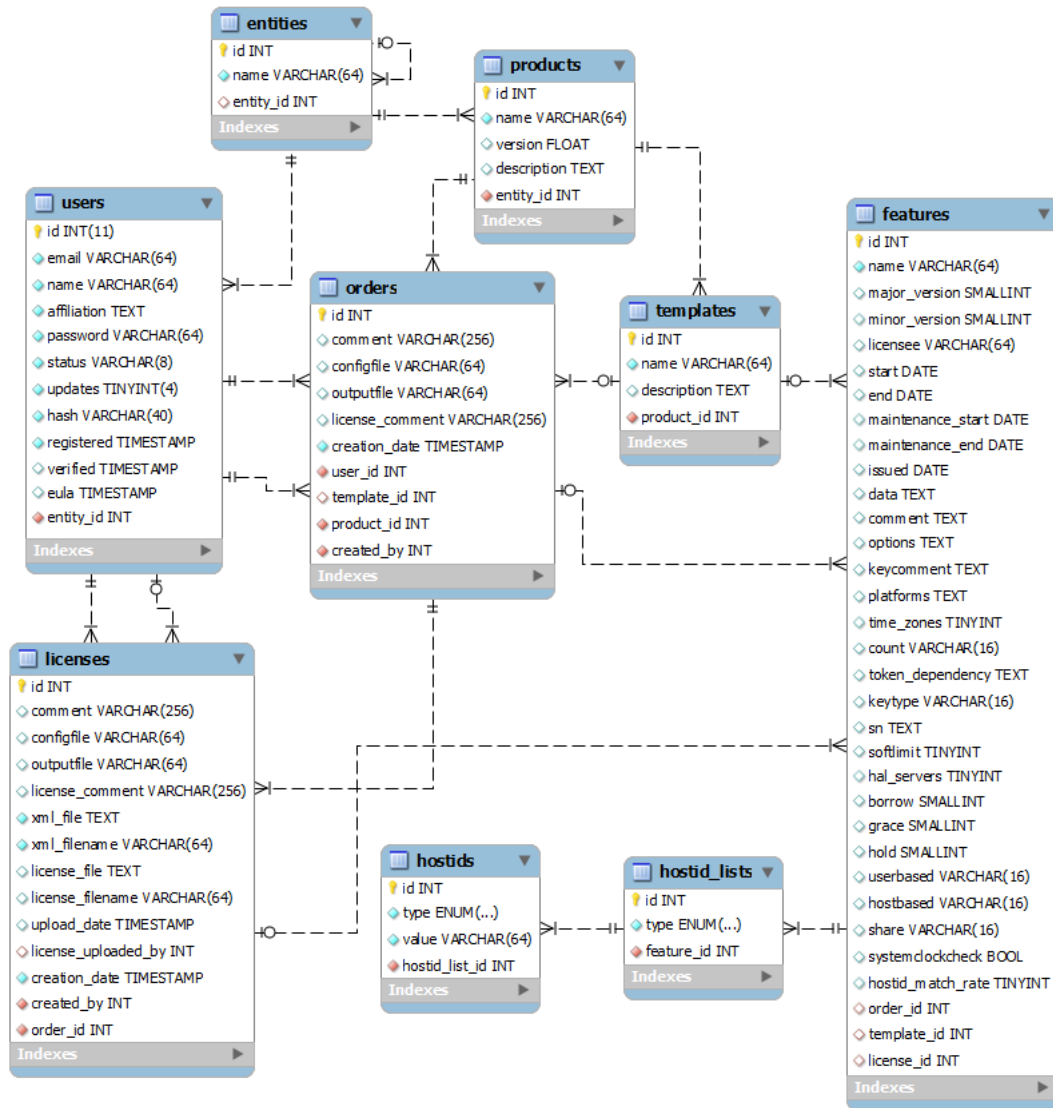 entities
id INT
name VARCHAR(64)
entity_id INT
Indexes
products
id INT
name VARCHAR(64)
version FLOAT
description TEXT
entity_id INT
Indexes
users
id INT(11)
email VARCHAR(64)
name VARCHAR(64)
affiliation TEXT
password VARCHAR(64)
status VARCHAR(8)
updates TINYINT(4)
hash VARCHAR(40)
registered TIMESTAMP
verified TIMESTAMP
eula TIMESTAMP
entity_id INT
Indexes
orders
id INT
comment VARCHAR(256)
configfile VARCHAR(64)
outputfile VARCHAR(64)
license_comment VARCHAR(256)
creation_date TIMESTAMP
user_id INT
template_id INT
product_id INT
created_by INT
Indexes
templates
id INT
name VARCHAR(64)
description TEXT
product_id INT
Indexes
features
id INT
name VARCHAR(64)
major_version SMALLINT
minor_version SMALLINT
licensee VARCHAR(64)
start DATE
end DATE
maintenance_start DATE
maintenance_end DATE
issued DATE
data TEXT
comment TEXT
options TEXT
keycomment TEXT
platforms TEXT
time_zones TINYINT
count VARCHAR(16)
token_dependency TEXT
keytype VARCHAR(16)
sn TEXT
softlimit TINYINT
hal_servers TINYINT
borrow SMALLINT
grace SMALLINT
hold SMALLINT
userbased VARCHAR(16)
hostbased VARCHAR(16)
share VARCHAR(16)
systemclockcheck BOOL
hostid_match_rate TINYINT
order_id INT
template_id INT
license_id INT
Indexes
licenses
id INT
comment VARCHAR(256)
configfile VARCHAR(64)
outputfile VARCHAR(64)
license_comment VARCHAR(256)
xml_file TEXT
xml_filename VARCHAR(64)
license_file TEXT
license_filename VARCHAR(64)
upload_date TIMESTAMP
license_uploaded_by INT
creation_date TIMESTAMP
created_by INT
order_id INT
Indexes
hostids
id INT
type ENUM(...)
value VARCHAR(64)
hostid_list_id INT
Indexes
hostid_lists
id INT
type ENUM(...)
feature_id INT
Indexes